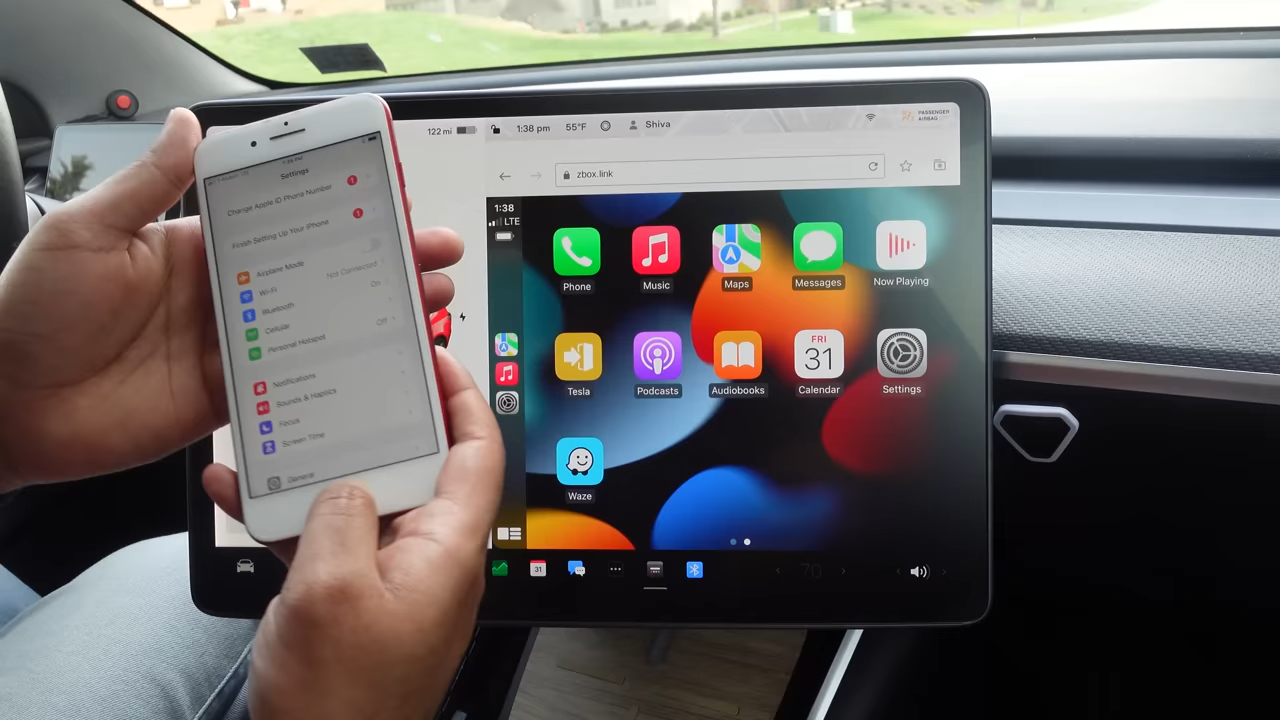 Settings
Change Apple ID Phone Number 1
Finish Setting Up Your iPhone 1
Airplane Mode
Wi-Fi Not Connected
Bluetooth On
Cellular
Personal Hotspot Off
Notifications
Sounds & Haptics
Focus
Screen Time
General
122 mi 1:38 pm 55°F Shiva
PASSENGER
AIRBAG
zbox.link
1:38
LTE
Phone Music Maps Messages Now Playing
FRI
31
Tesla Podcasts Audiobooks Calendar Settings
Waze
31 70